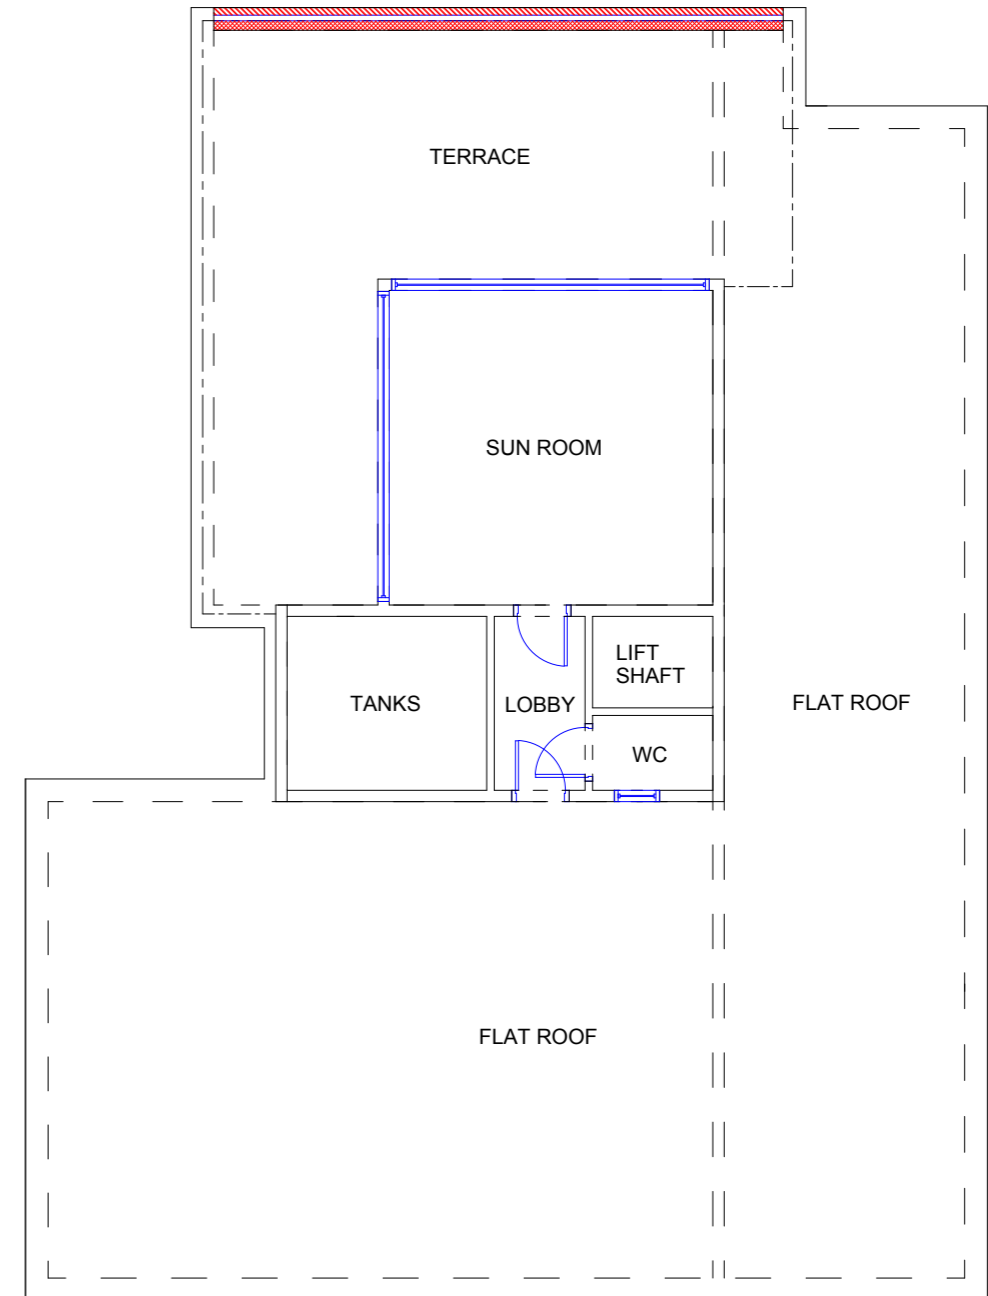 TERRACE
SUN ROOM
LIFT
SHAFT
TANKS
LOBBY
FLAT ROOF
WC
FLAT ROOF